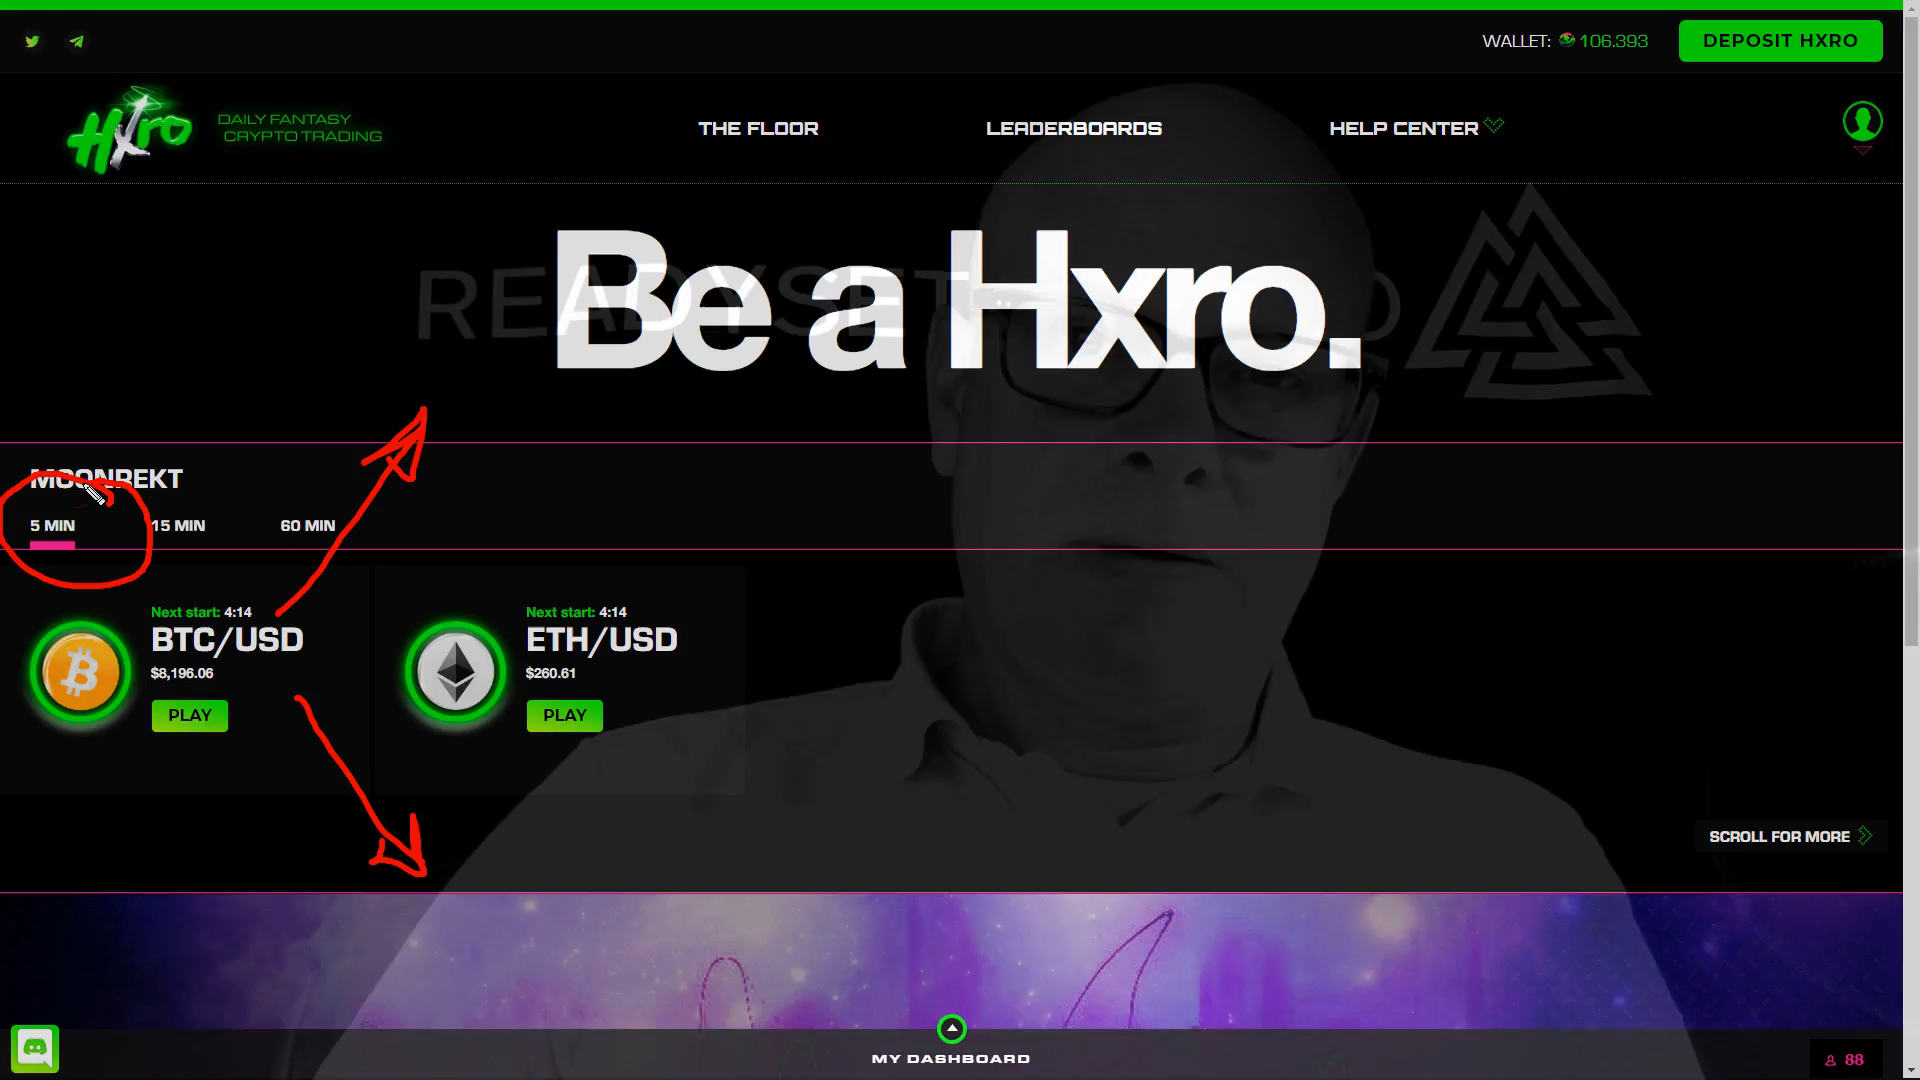 WALLET: 106.393
DEPOSIT HXRO
Hxro
DAILY FANTASY
CRYPTO TRADING
THE FLOOR
LEADERBOARDS
HELP CENTER
READYSET
Be a Hxro.
MOONREKT
5 MIN
15 MIN
60 MIN
Next start: 4:14
BTC/USD
$8,196.06
PLAY
Next start: 4:14
ETH/USD
$260.61
PLAY
SCROLL FOR MORE
MY DASHBOARD
88